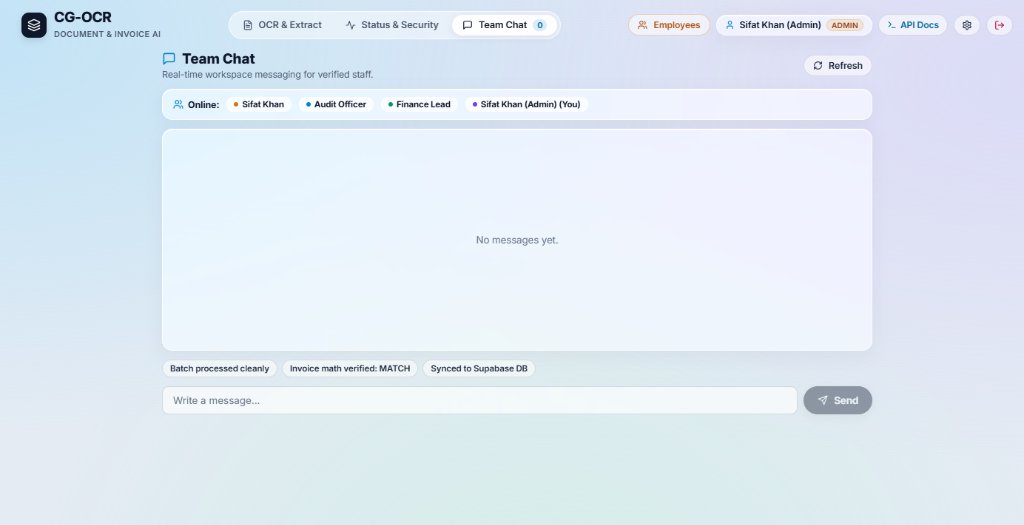 CG-OCR
DOCUMENT & INVOICE AI
OCR & Extract
Status & Security
Team Chat 0
Employees
Sifat Khan (Admin) ADMIN
API Docs
Team Chat
Real-time workspace messaging for verified staff.
Refresh
Online: Sifat Khan Audit Officer Finance Lead Sifat Khan (Admin) (You)
No messages yet.
Batch processed cleanly Invoice math verified: MATCH Synced to Supabase DB
Write a message...
Send